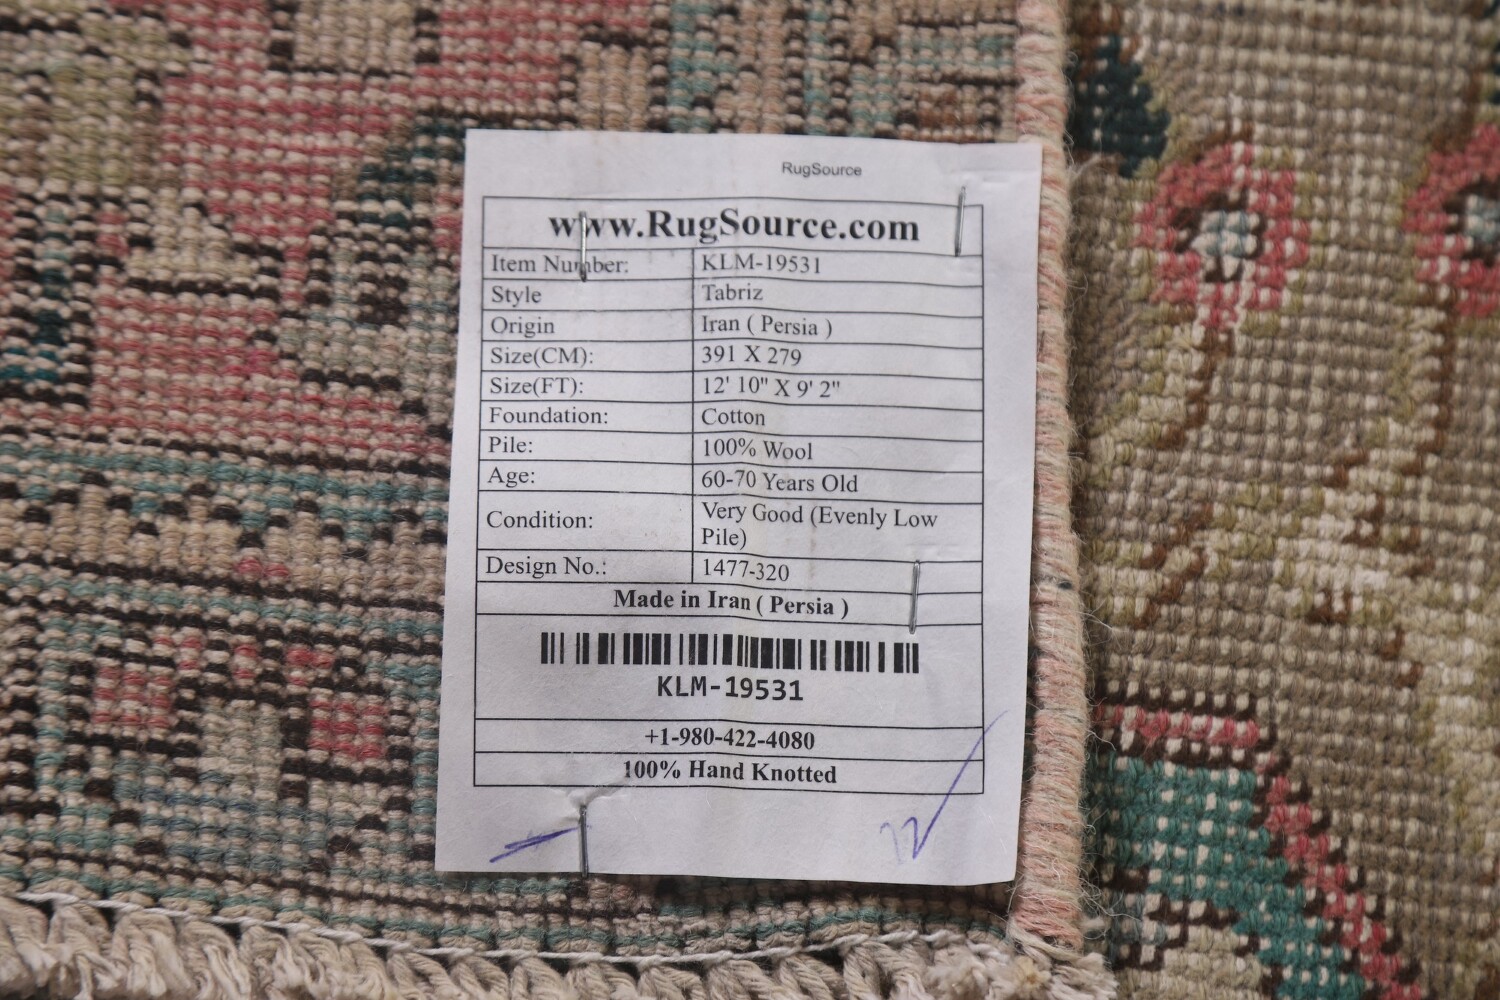 RugSource
www.RugSource.com
Item Number: KLM-19531
Style Tabriz
Origin Iran ( Persia )
Size(CM): 391 X 279
Size(FT): 12' 10" X 9' 2"
Foundation: Cotton
Pile: 100% Wool
Age: 60-70 Years Old
Condition: Very Good (Evenly Low
Pile)
Design No.: 1477-320
Made in Iran ( Persia )
KLM-19531
+1-980-422-4080
100% Hand Knotted